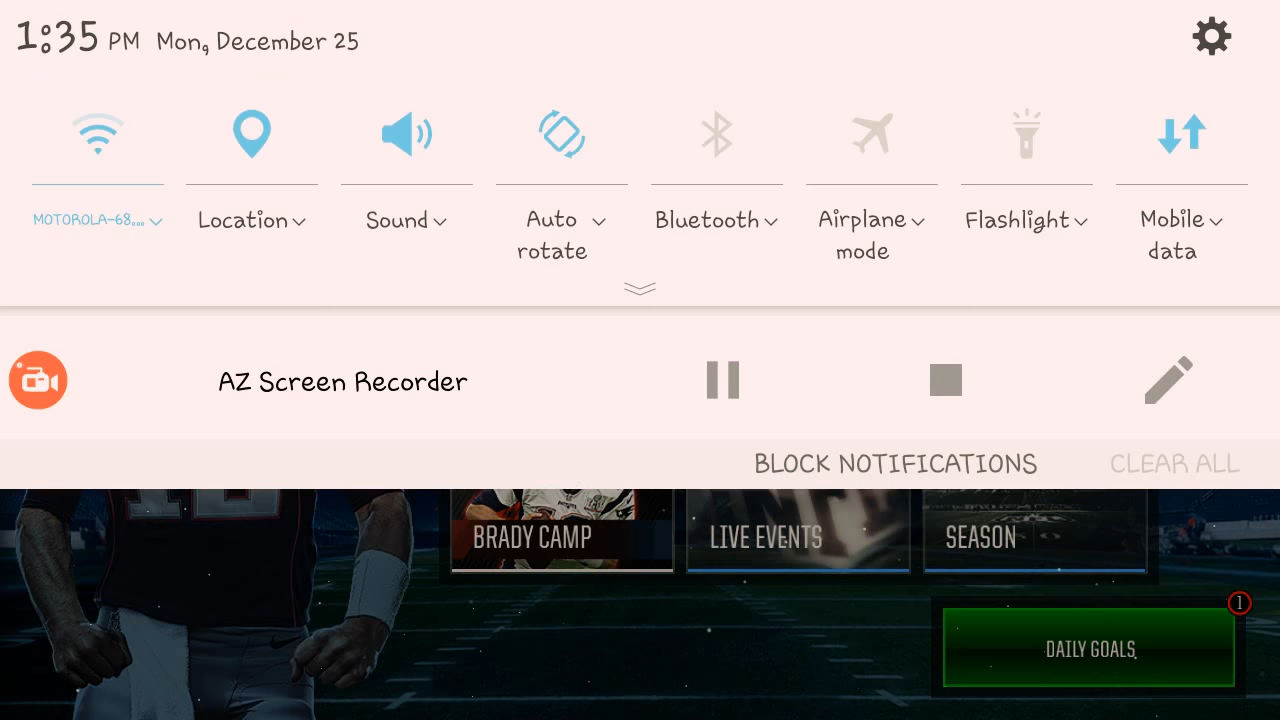 1:35 PM Mon, December 25
MOTOROLA-68...
Location
Sound
Auto
rotate
Bluetooth
Airplane
mode
Flashlight
Mobile
data
AZ Screen Recorder
BLOCK NOTIFICATIONS
CLEAR ALL
BRADY CAMP
LIVE EVENTS
SEASON
1
DAILY GOALS